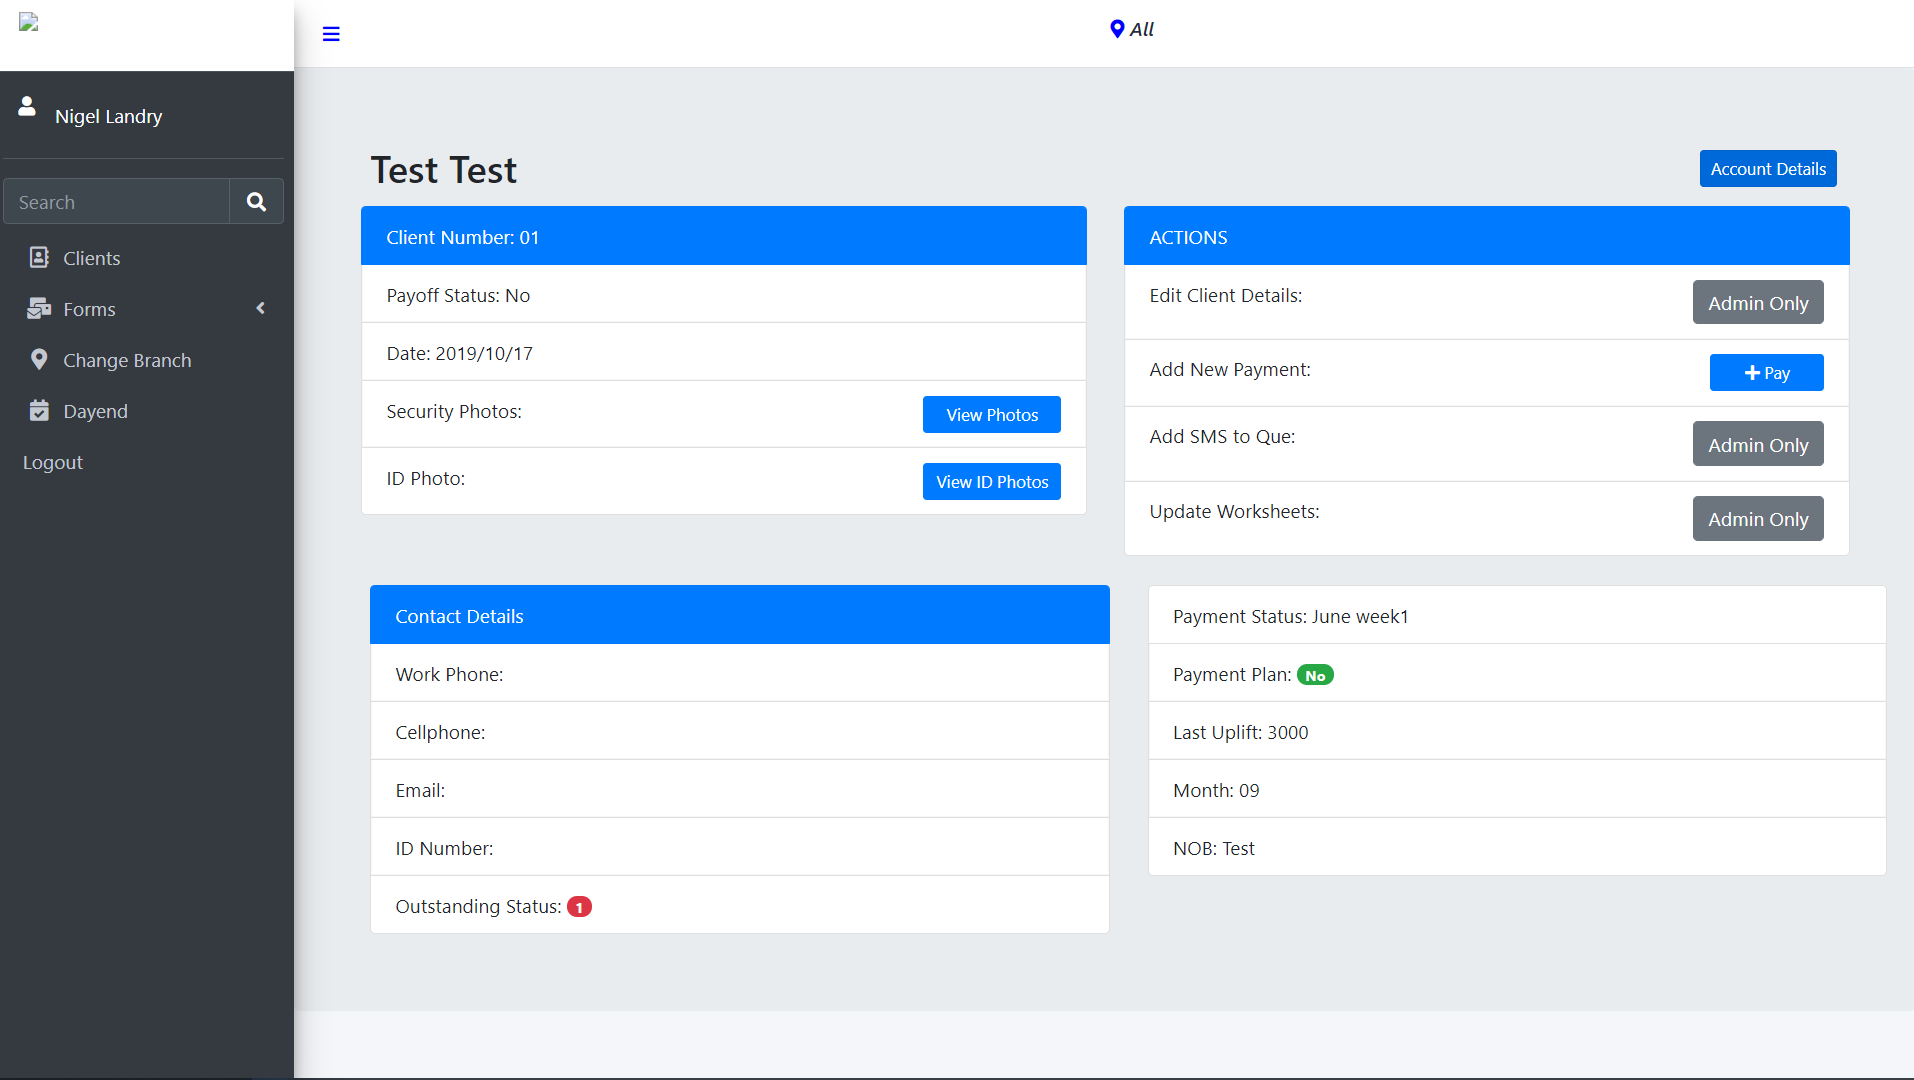 All
Nigel Landry
Search
Clients
Forms
Change Branch
Dayend
Logout
Test Test
Account Details
Client Number: 01
Payoff Status: No
Date: 2019/10/17
Security Photos:
View Photos
ID Photo:
View ID Photos
ACTIONS
Edit Client Details:
Admin Only
Add New Payment:
Pay
Add SMS to Que:
Admin Only
Update Worksheets:
Admin Only
Contact Details
Work Phone:
Cellphone:
Email:
ID Number:
Outstanding Status: 1
Payment Status: June week1
Payment Plan: No
Last Uplift: 3000
Month: 09
NOB: Test